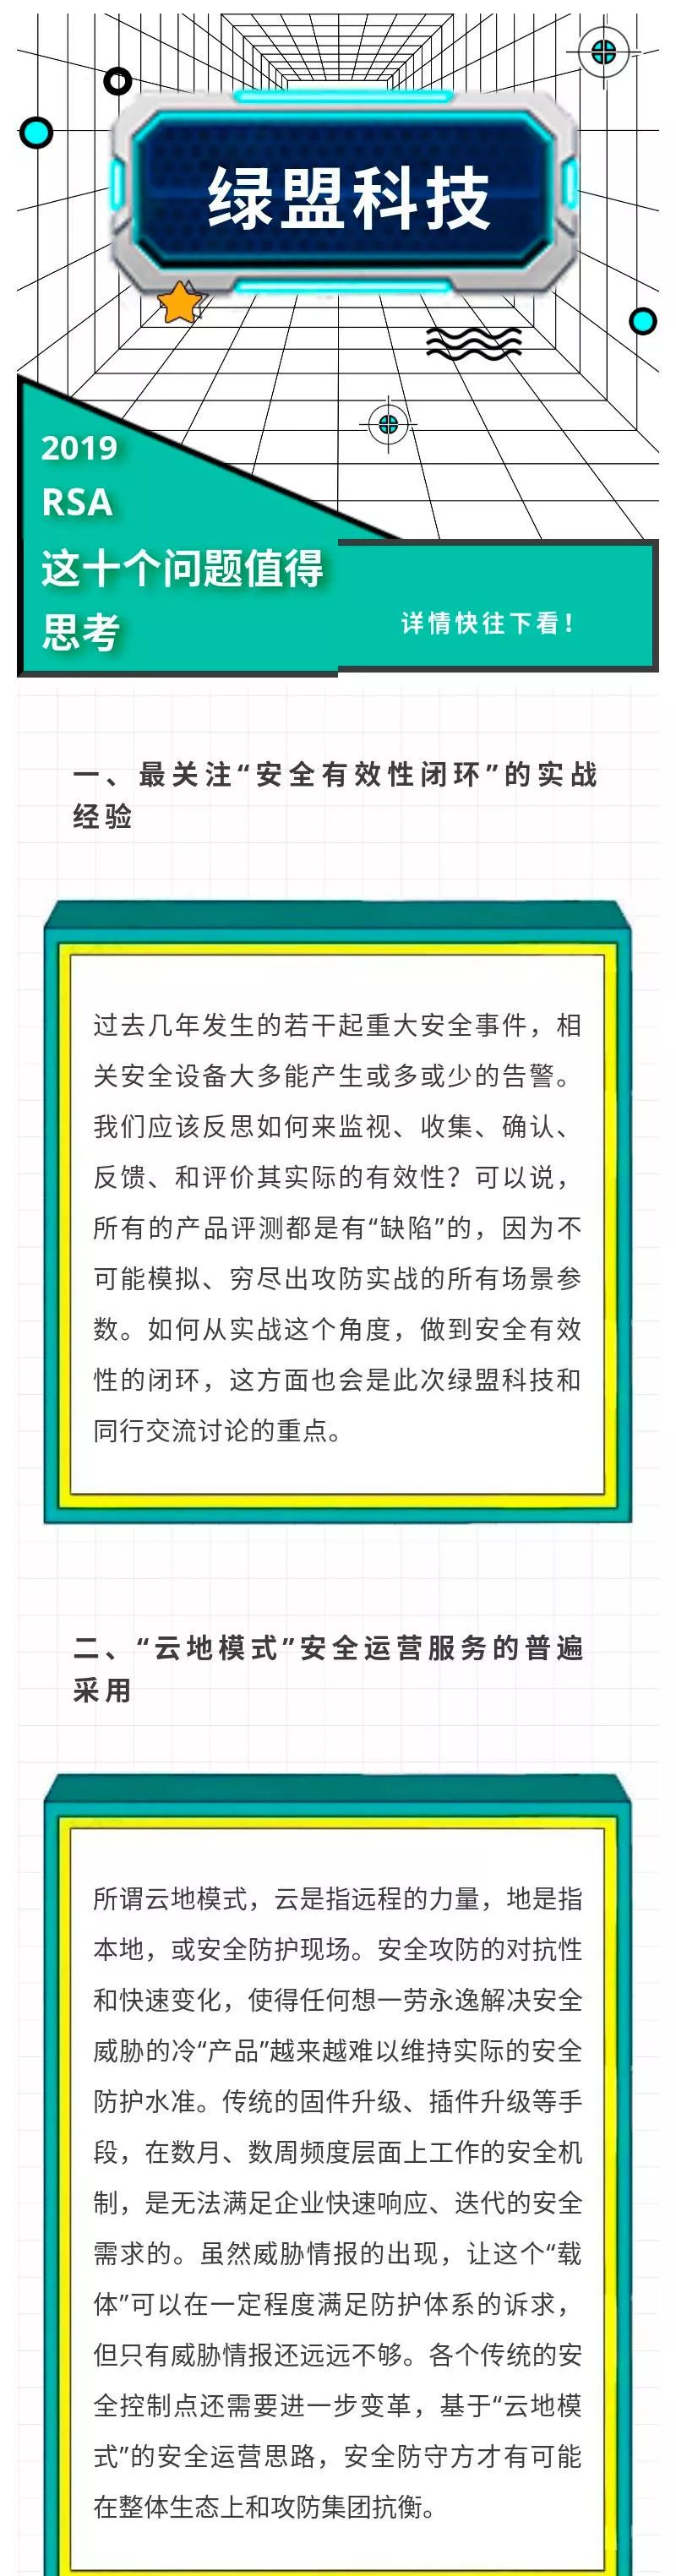 绿盟科技
2019
RSA
这十个问题值得
思考
详情快往下看！
一、最关注“安全有效性闭环”的实战
经验
过去几年发生的若干起重大安全事件，相
关安全设备大多能产生或多或少的告警。
我们应该反思如何来监视、收集、确认、
反馈、和评价其实际的有效性？可以说，
所有的产品评测都是有“缺陷”的，因为不
可能模拟、穷尽出攻防实战的所有场景参
数。如何从实战这个角度，做到安全有效
性的闭环，这方面也会是此次绿盟科技和
同行交流讨论的重点。
二、“云地模式”安全运营服务的普遍
采用
所谓云地模式，云是指远程的力量，地是指
本地，或安全防护现场。安全攻防的对抗性
和快速变化，使得任何想一劳永逸解决安全
威胁的冷“产品”越来越难以维持实际的安全
防护水准。传统的固件升级、插件升级等手
段，在数月、数周频度层面上工作的安全机
制，是无法满足企业快速响应、迭代的安全
需求的。虽然威胁情报的出现，让这个“载
体”可以在一定程度满足防护体系的诉求，
但只有威胁情报还远远不够。各个传统的安
全控制点还需要进一步变革，基于“云地模
式”的安全运营思路，安全防守方才有可能
在整体生态上和攻防集团抗衡。